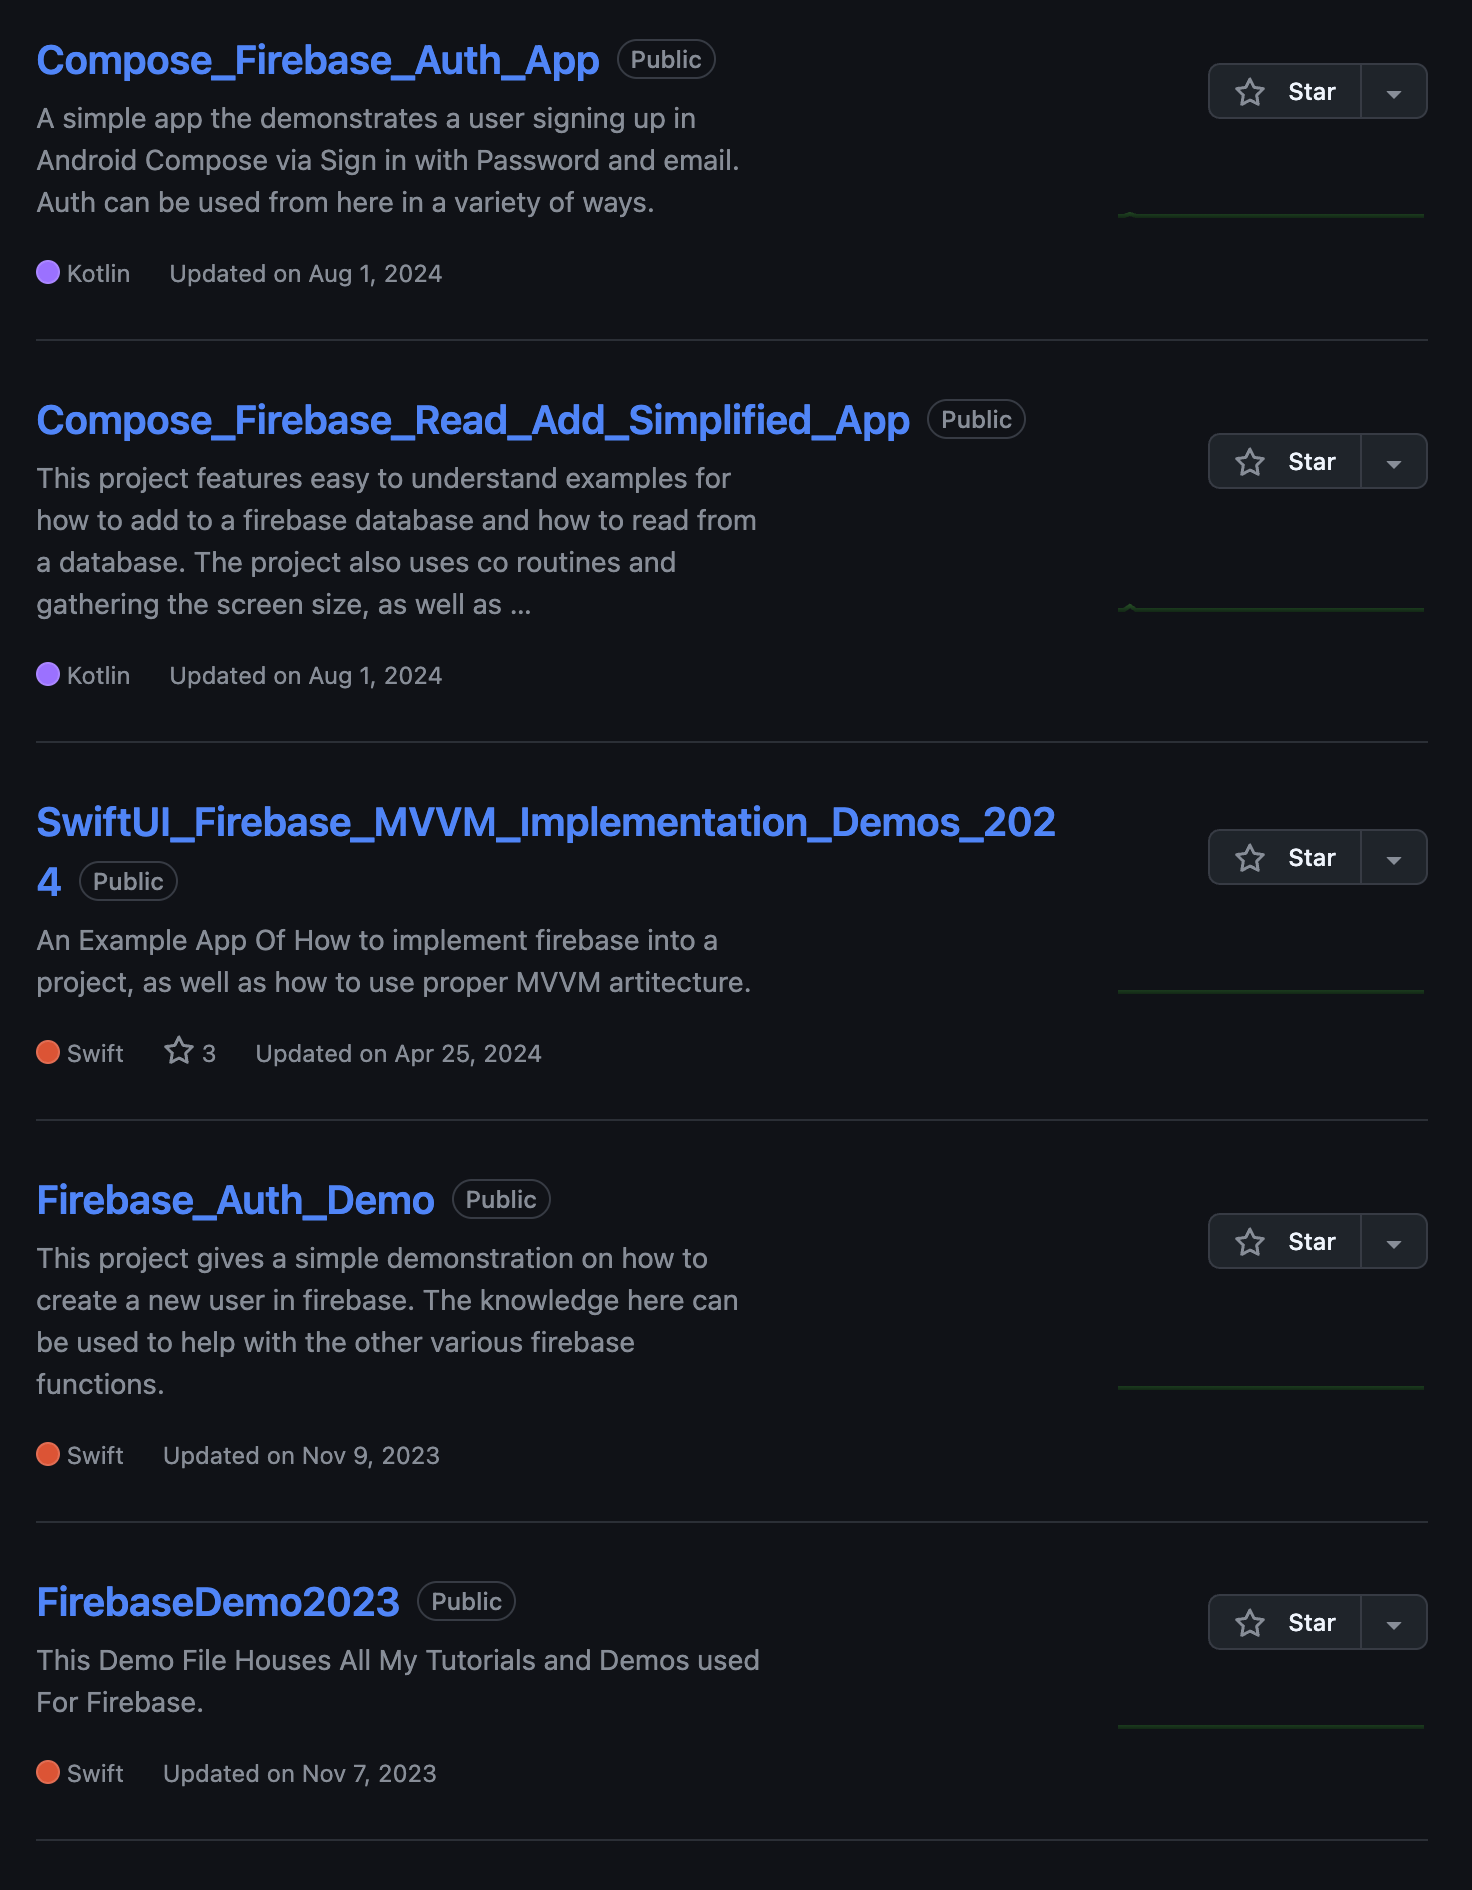 Compose_Firebase_Auth_App Public
Star
A simple app the demonstrates a user signing up in
Android Compose via Sign in with Password and email.
Auth can be used from here in a variety of ways.
Kotlin Updated on Aug 1, 2024
Compose_Firebase_Read_Add_Simplified_App Public
Star
This project features easy to understand examples for
how to add to a firebase database and how to read from
a database. The project also uses co routines and
gathering the screen size, as well as ...
Kotlin Updated on Aug 1, 2024
SwiftUI_Firebase_MVVM_Implementation_Demos_202
4 Public
Star
An Example App Of How to implement firebase into a
project, as well as how to use proper MVVM artitecture.
Swift 3 Updated on Apr 25, 2024
Firebase_Auth_Demo Public
Star
This project gives a simple demonstration on how to
create a new user in firebase. The knowledge here can
be used to help with the other various firebase
functions.
Swift Updated on Nov 9, 2023
FirebaseDemo2023 Public
Star
This Demo File Houses All My Tutorials and Demos used
For Firebase.
Swift Updated on Nov 7, 2023